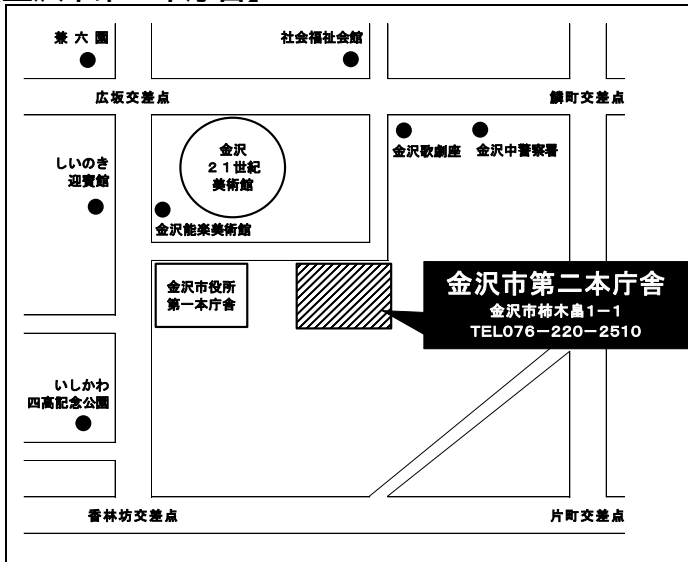 兼六園
社会福祉会館
広坂交差点
鱗町交差点
金沢
21世紀
美術館
金沢歌劇座
金沢中警察署
しいのき
迎賓館
金沢能楽美術館
金沢市役所
第一本庁舎
金沢市第二本庁舎
金沢市柿木畠1−1
TEL076−220−2510
いしかわ
四高記念公園
香林坊交差点
片町交差点